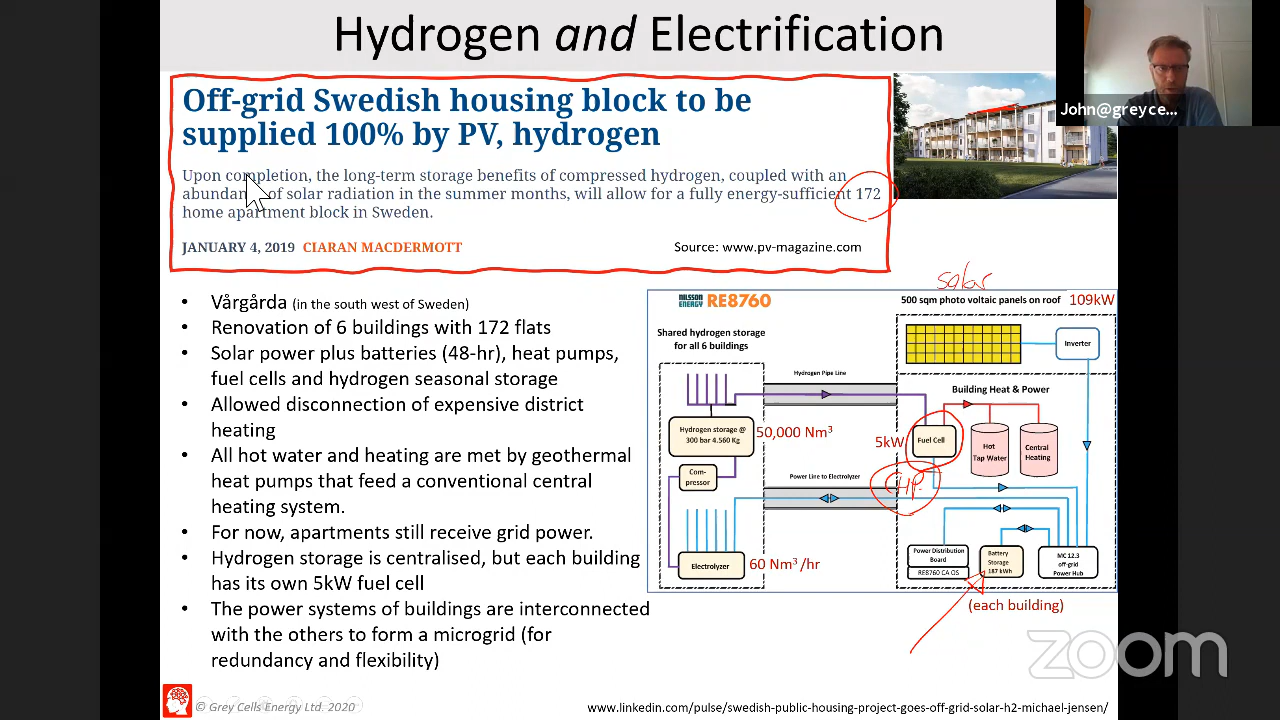 Hydrogen and Electrification
John@greyce...
Off-grid Swedish housing block to be
supplied 100% by PV, hydrogen
Upon completion, the long-term storage benefits of compressed hydrogen, coupled with an
abundance of solar radiation in the summer months, will allow for a fully energy-sufficient 172
home apartment block in Sweden.
JANUARY 4, 2019 CIARAN MACDERMOTT
Source: www.pv-magazine.com
• Vårgårda (in the south west of Sweden)
• Renovation of 6 buildings with 172 flats
• Solar power plus batteries (48-hr), heat pumps,
fuel cells and hydrogen seasonal storage
• Allowed disconnection of expensive district
heating
• All hot water and heating are met by geothermal
heat pumps that feed a conventional central
heating system.
• For now, apartments still receive grid power.
• Hydrogen storage is centralised, but each building
has its own 5kW fuel cell
• The power systems of buildings are interconnected
with the others to form a microgrid (for
redundancy and flexibility)
solar
NILSSON
ENERGY
RE8760
500 sqm photo voltaic panels on roof 109kW
Shared hydrogen storage
for all 6 buildings
Inverter
Hydrogen Pipe Line
Building Heat & Power
Hydrogen storage @
300 bar 4.560 Kg
50,000 Nm³
5kW
Fuel Cell
Hot
Tap Water
Central
Heating
Com-
pressor
Power Line to Electrolyzer
CHP
Electrolyzer
60 Nm³/hr
Power Distribution
Board
RE8760 CA OS
Battery
Storage
187 kWh
MC 12.3
off-grid
Power Hub
(each building)
zoom
© Grey Cells Energy Ltd. 2020
www.linkedin.com/pulse/swedish-public-housing-project-goes-off-grid-solar-h2-michael-jensen/